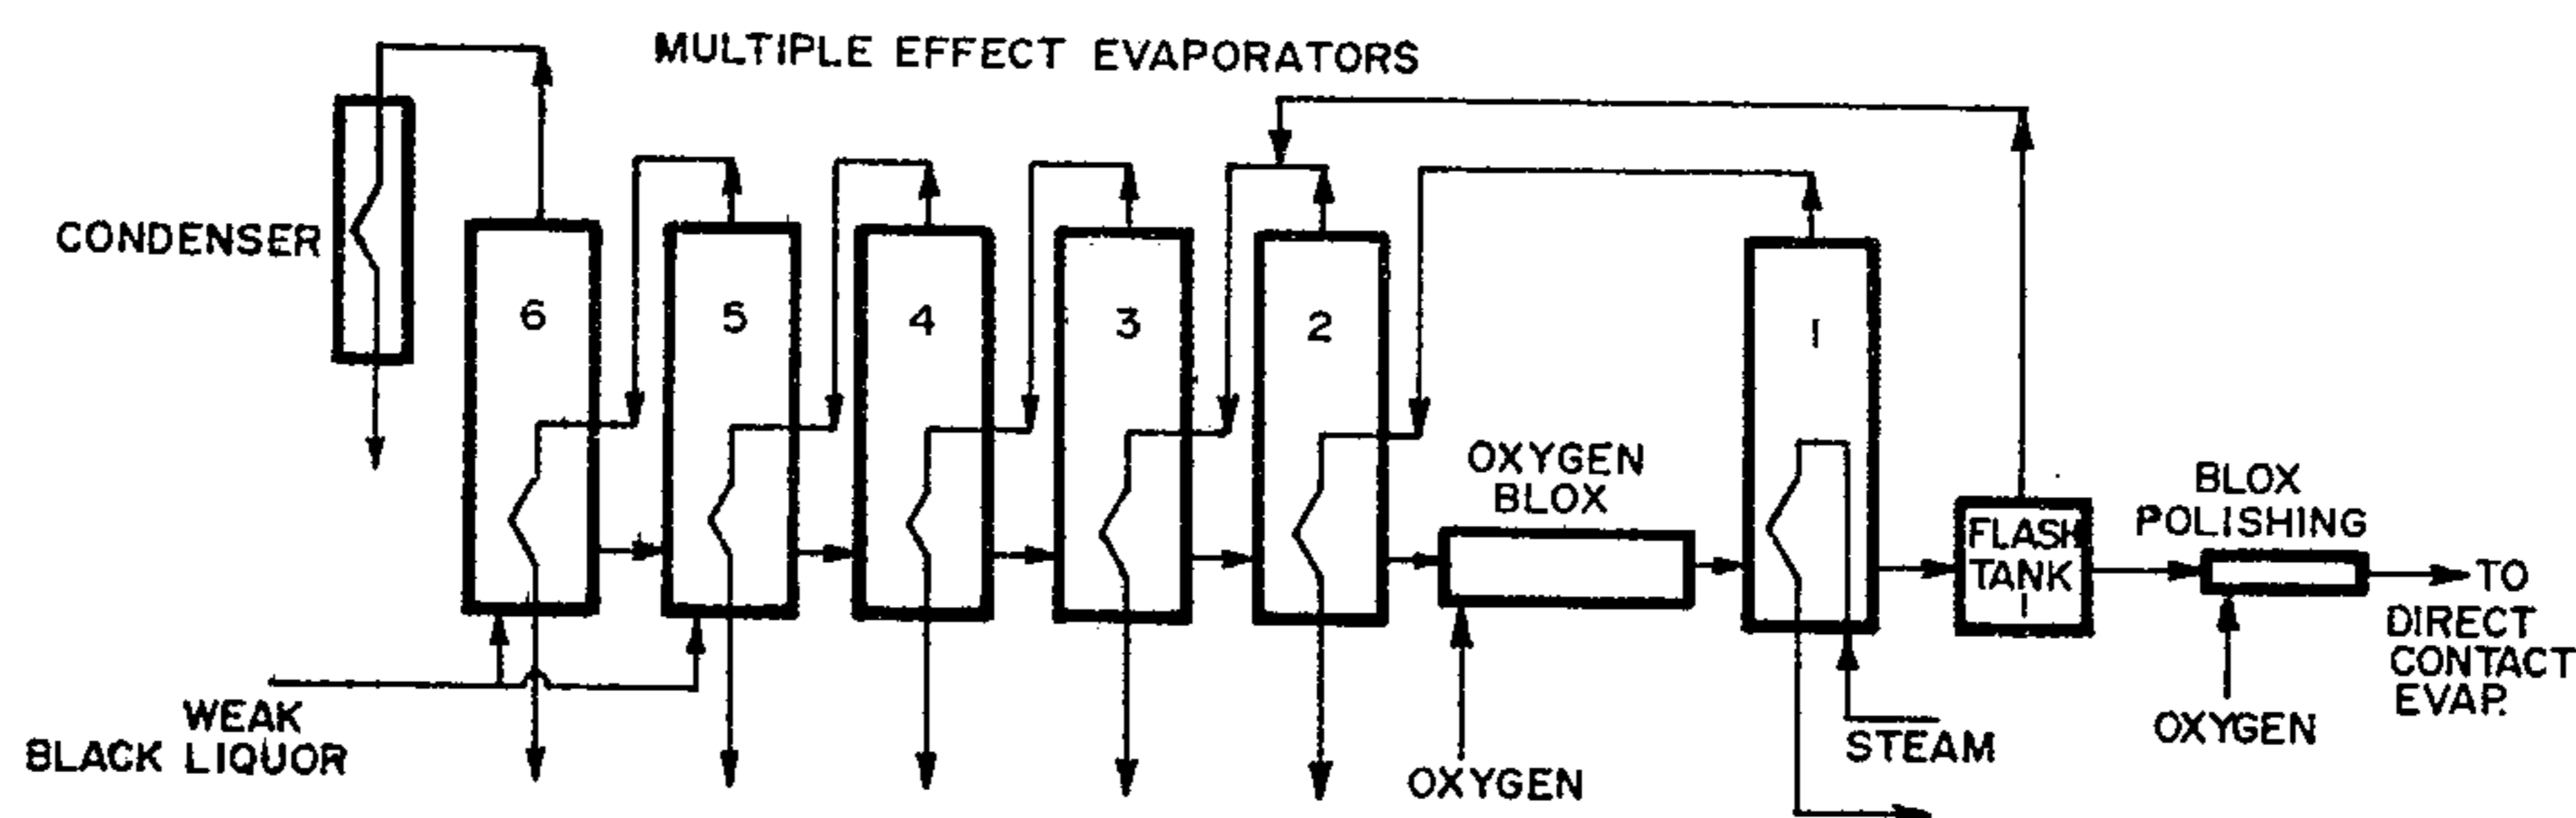 MULTIPLE EFFECT EVAPORATORS
CONDENSER
6
5
4
3
2
1
OXYGEN
BLOX
FLASH
TANK
1
BLOX
POLISHING
TO
DIRECT
CONTACT
EVAP.
WEAK
BLACK LIQUOR
OXYGEN
STEAM
OXYGEN